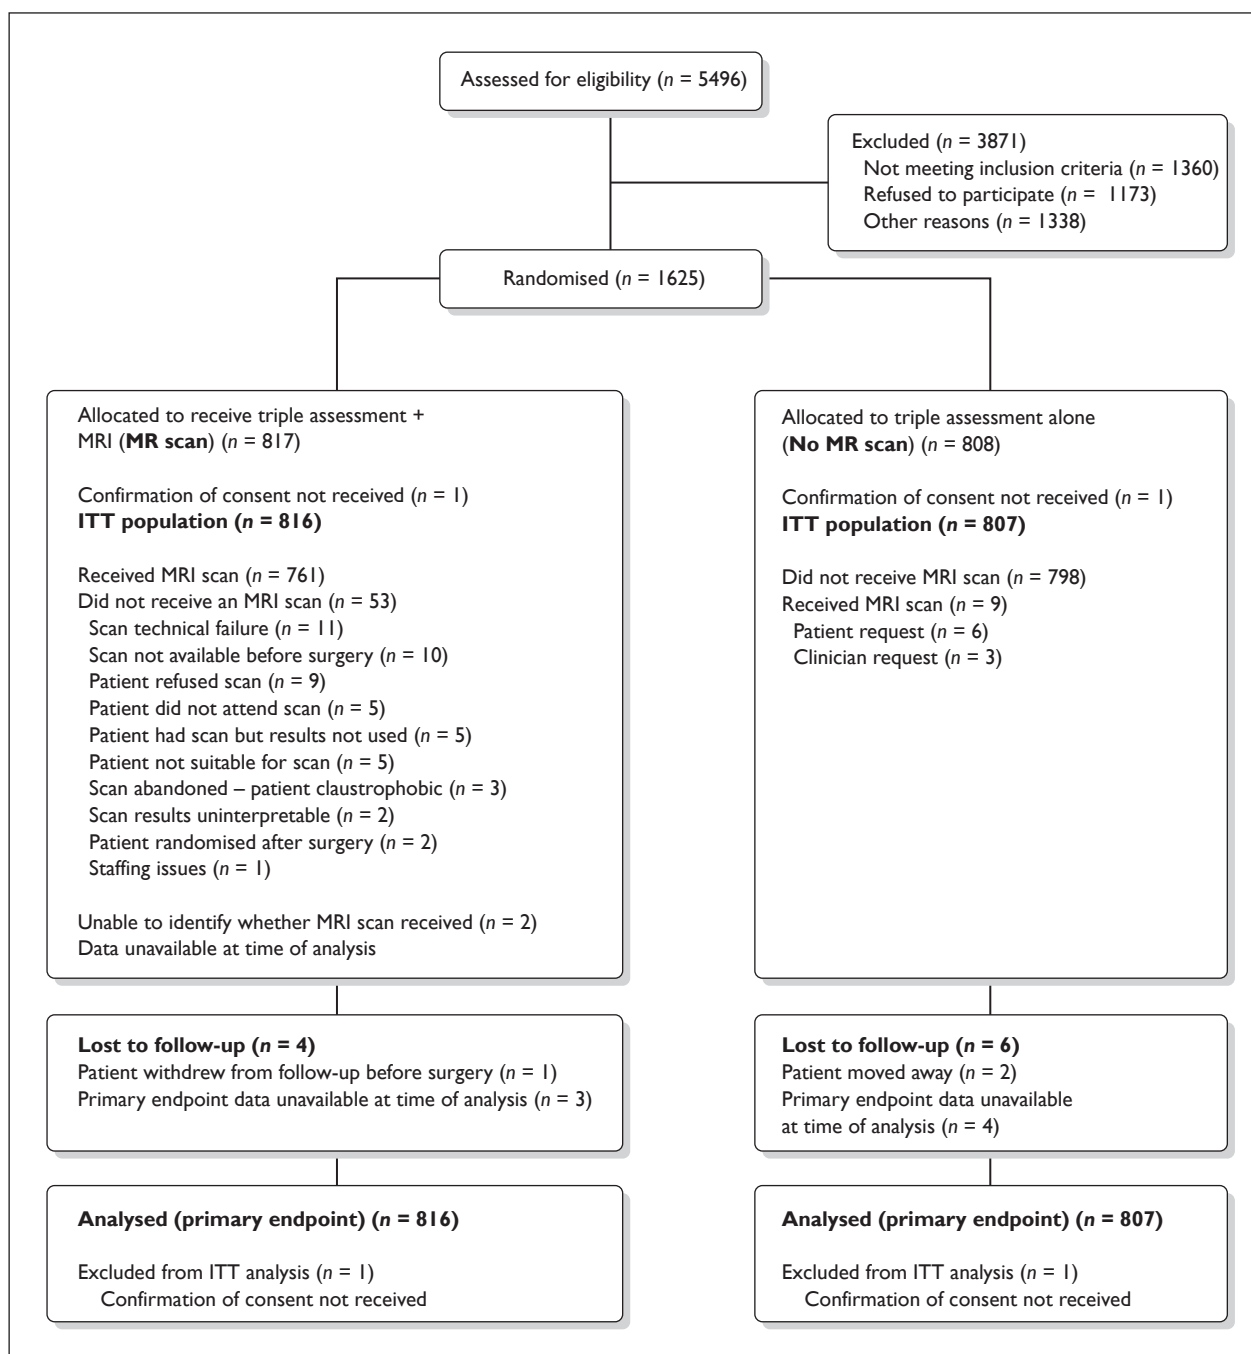 Assessed for eligibility (n = 5496)
Excluded (n = 3871)
Not meeting inclusion criteria (n = 1360)
Refused to participate (n = 1173)
Other reasons (n = 1338)
Randomised (n = 1625)
Allocated to receive triple assessment +
MRI (MR scan) (n = 817)
Confirmation of consent not received (n = 1)
ITT population (n = 816)
Received MRI scan (n = 761)
Did not receive an MRI scan (n = 53)
Scan technical failure (n = 11)
Scan not available before surgery (n = 10)
Patient refused scan (n = 9)
Patient did not attend scan (n = 5)
Patient had scan but results not used (n = 5)
Patient not suitable for scan (n = 5)
Scan abandoned – patient claustrophobic (n = 3)
Scan results uninterpretable (n = 2)
Patient randomised after surgery (n = 2)
Staffing issues (n = 1)
Unable to identify whether MRI scan received (n = 2)
Data unavailable at time of analysis
Allocated to triple assessment alone
(No MR scan) (n = 808)
Confirmation of consent not received (n = 1)
ITT population (n = 807)
Did not receive MRI scan (n = 798)
Received MRI scan (n = 9)
Patient request (n = 6)
Clinician request (n = 3)
Lost to follow-up (n = 4)
Patient withdrew from follow-up before surgery (n = 1)
Primary endpoint data unavailable at time of analysis (n = 3)
Lost to follow-up (n = 6)
Patient moved away (n = 2)
Primary endpoint data unavailable
at time of analysis (n = 4)
Analysed (primary endpoint) (n = 816)
Excluded from ITT analysis (n = 1)
Confirmation of consent not received
Analysed (primary endpoint) (n = 807)
Excluded from ITT analysis (n = 1)
Confirmation of consent not received